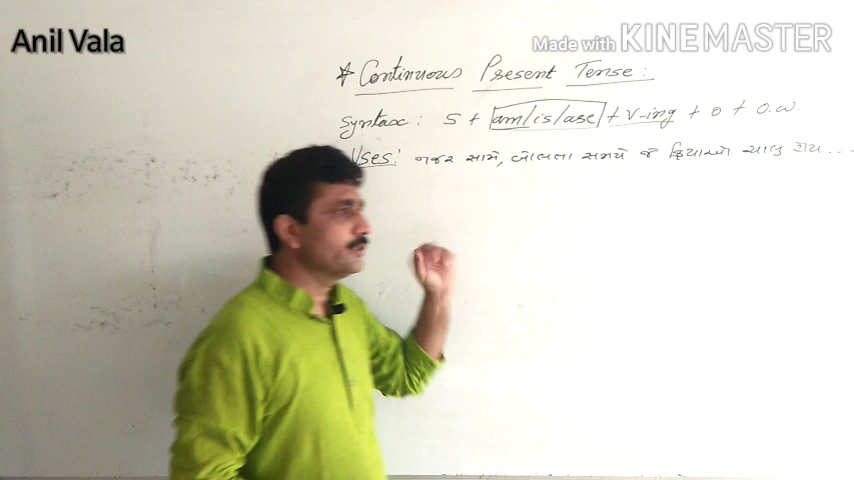 Anil Vala
Made with KINEMASTER
* Continuous Present Tense :
Syntax : S + am/is/are + V-ing + O + O.W.
Uses : નજર સામે, બોલતા સમયે જે ક્રિયાઓ ચાલુ હોય ...